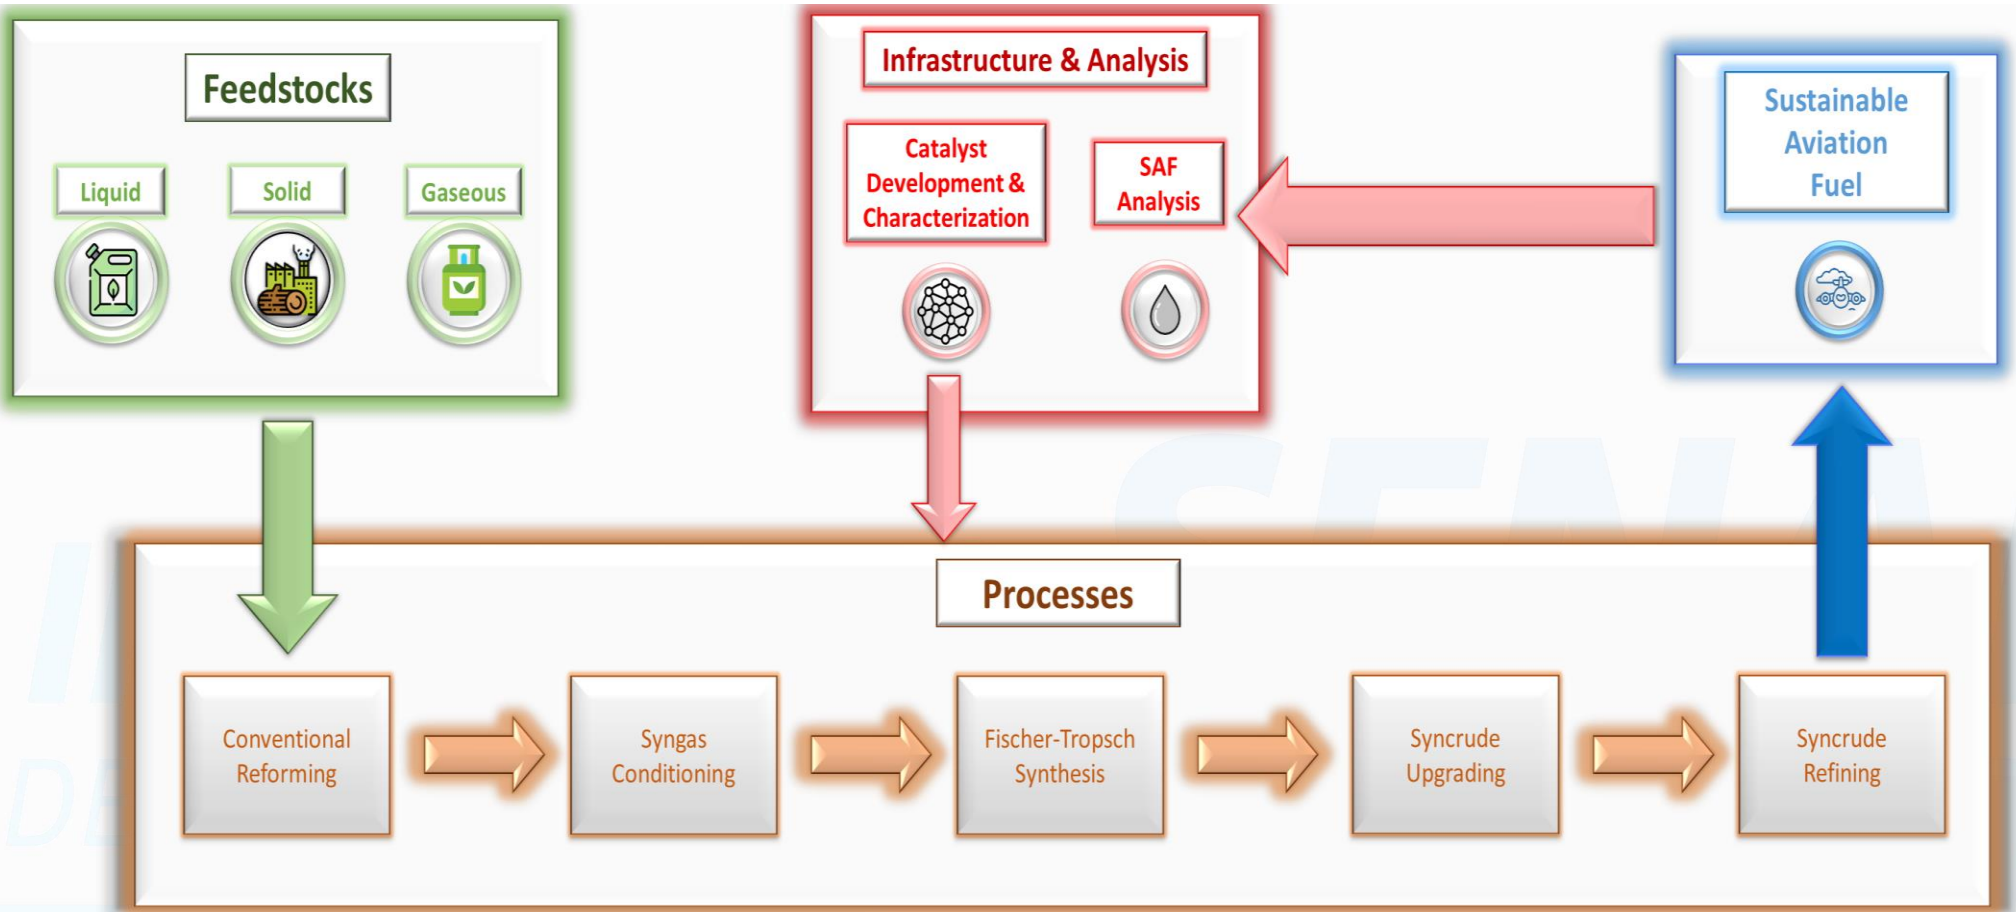 Feedstocks
Liquid
Solid
Gaseous
Infrastructure & Analysis
Catalyst
Development &
Characterization
SAF
Analysis
Sustainable
Aviation
Fuel
Processes
Conventional
Reforming
Syngas
Conditioning
Fischer-Tropsch
Synthesis
Syncrude
Upgrading
Syncrude
Refining